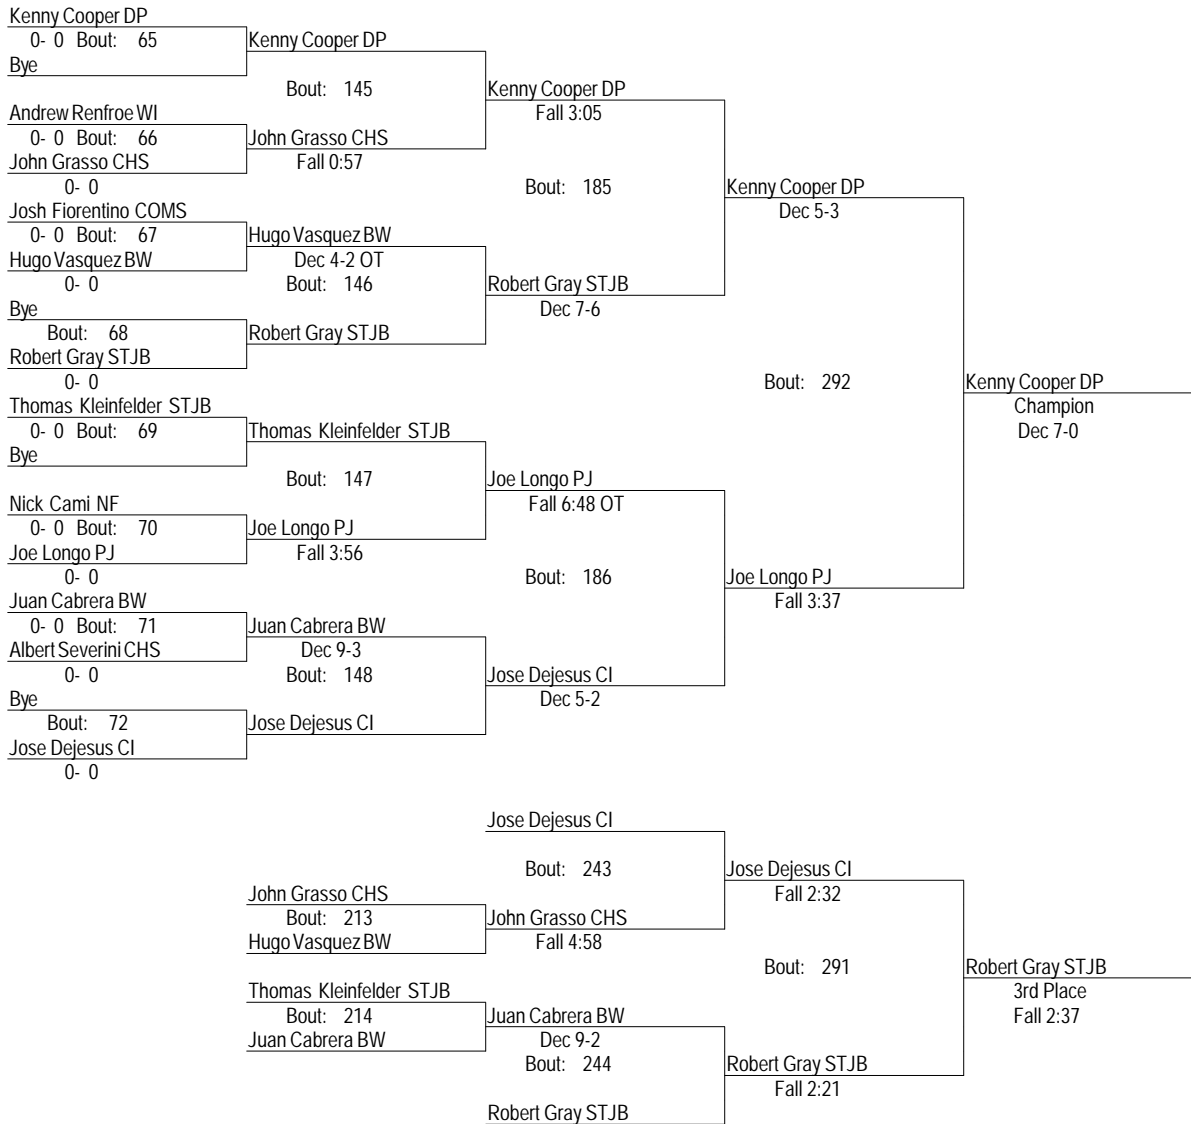 Kenny Cooper DP
0- 0 Bout: 65
Bye
Kenny Cooper DP
Bout: 145
Andrew Renfroe WI
0- 0 Bout: 66
John Grasso CHS
0- 0
John Grasso CHS
Fall 0:57
Kenny Cooper DP
Fall 3:05
Bout: 185
Josh Fiorentino COMS
0- 0 Bout: 67
Hugo Vasquez BW
0- 0
Hugo Vasquez BW
Dec 4-2 OT
Bout: 146
Bye
Bout: 68
Robert Gray STJB
0- 0
Robert Gray STJB
Robert Gray STJB
Dec 7-6
Kenny Cooper DP
Dec 5-3
Bout: 292
Thomas Kleinfelder STJB
0- 0 Bout: 69
Bye
Thomas Kleinfelder STJB
Bout: 147
Nick Cami NF
0- 0 Bout: 70
Joe Longo PJ
0- 0
Joe Longo PJ
Fall 3:56
Joe Longo PJ
Fall 6:48 OT
Bout: 186
Juan Cabrera BW
0- 0 Bout: 71
Albert Severini CHS
0- 0
Juan Cabrera BW
Dec 9-3
Bout: 148
Bye
Bout: 72
Jose Dejesus CI
0- 0
Jose Dejesus CI
Jose Dejesus CI
Dec 5-2
Joe Longo PJ
Fall 3:37
Kenny Cooper DP
Champion
Dec 7-0
Jose Dejesus CI
Bout: 243
John Grasso CHS
Bout: 213
Hugo Vasquez BW
John Grasso CHS
Fall 4:58
Jose Dejesus CI
Fall 2:32
Bout: 291
Thomas Kleinfelder STJB
Bout: 214
Juan Cabrera BW
Juan Cabrera BW
Dec 9-2
Bout: 244
Robert Gray STJB
Robert Gray STJB
Fall 2:21
Robert Gray STJB
3rd Place
Fall 2:37